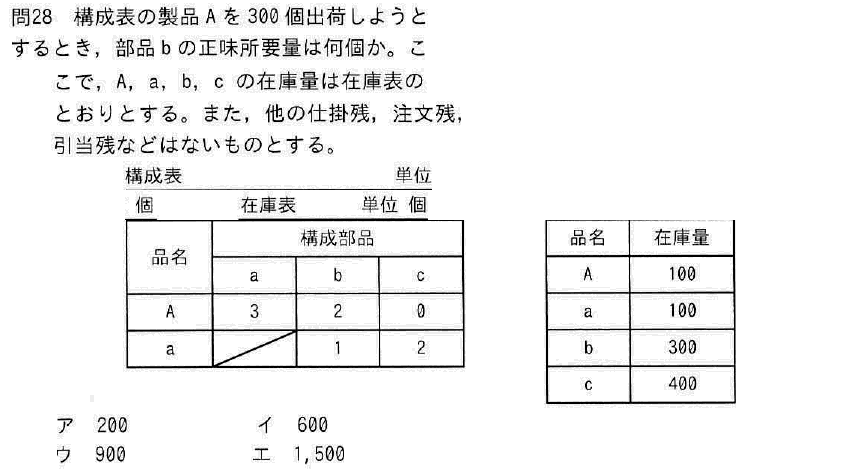 問28 構成表の製品Aを300個出荷しようと
するとき，部品bの正味所要量は何個か。こ
こで，A，a，b，c の在庫量は在庫表の
とおりとする。また，他の仕掛残，注文残，
引当残などはないものとする。
構成表 単位
個 在庫表 単位 個
品名 構成部品
a b c
A 3 2 0
a 1 2
品名 在庫量
A 100
a 100
b 300
c 400
ア 200 イ 600
ウ 900 エ 1,500